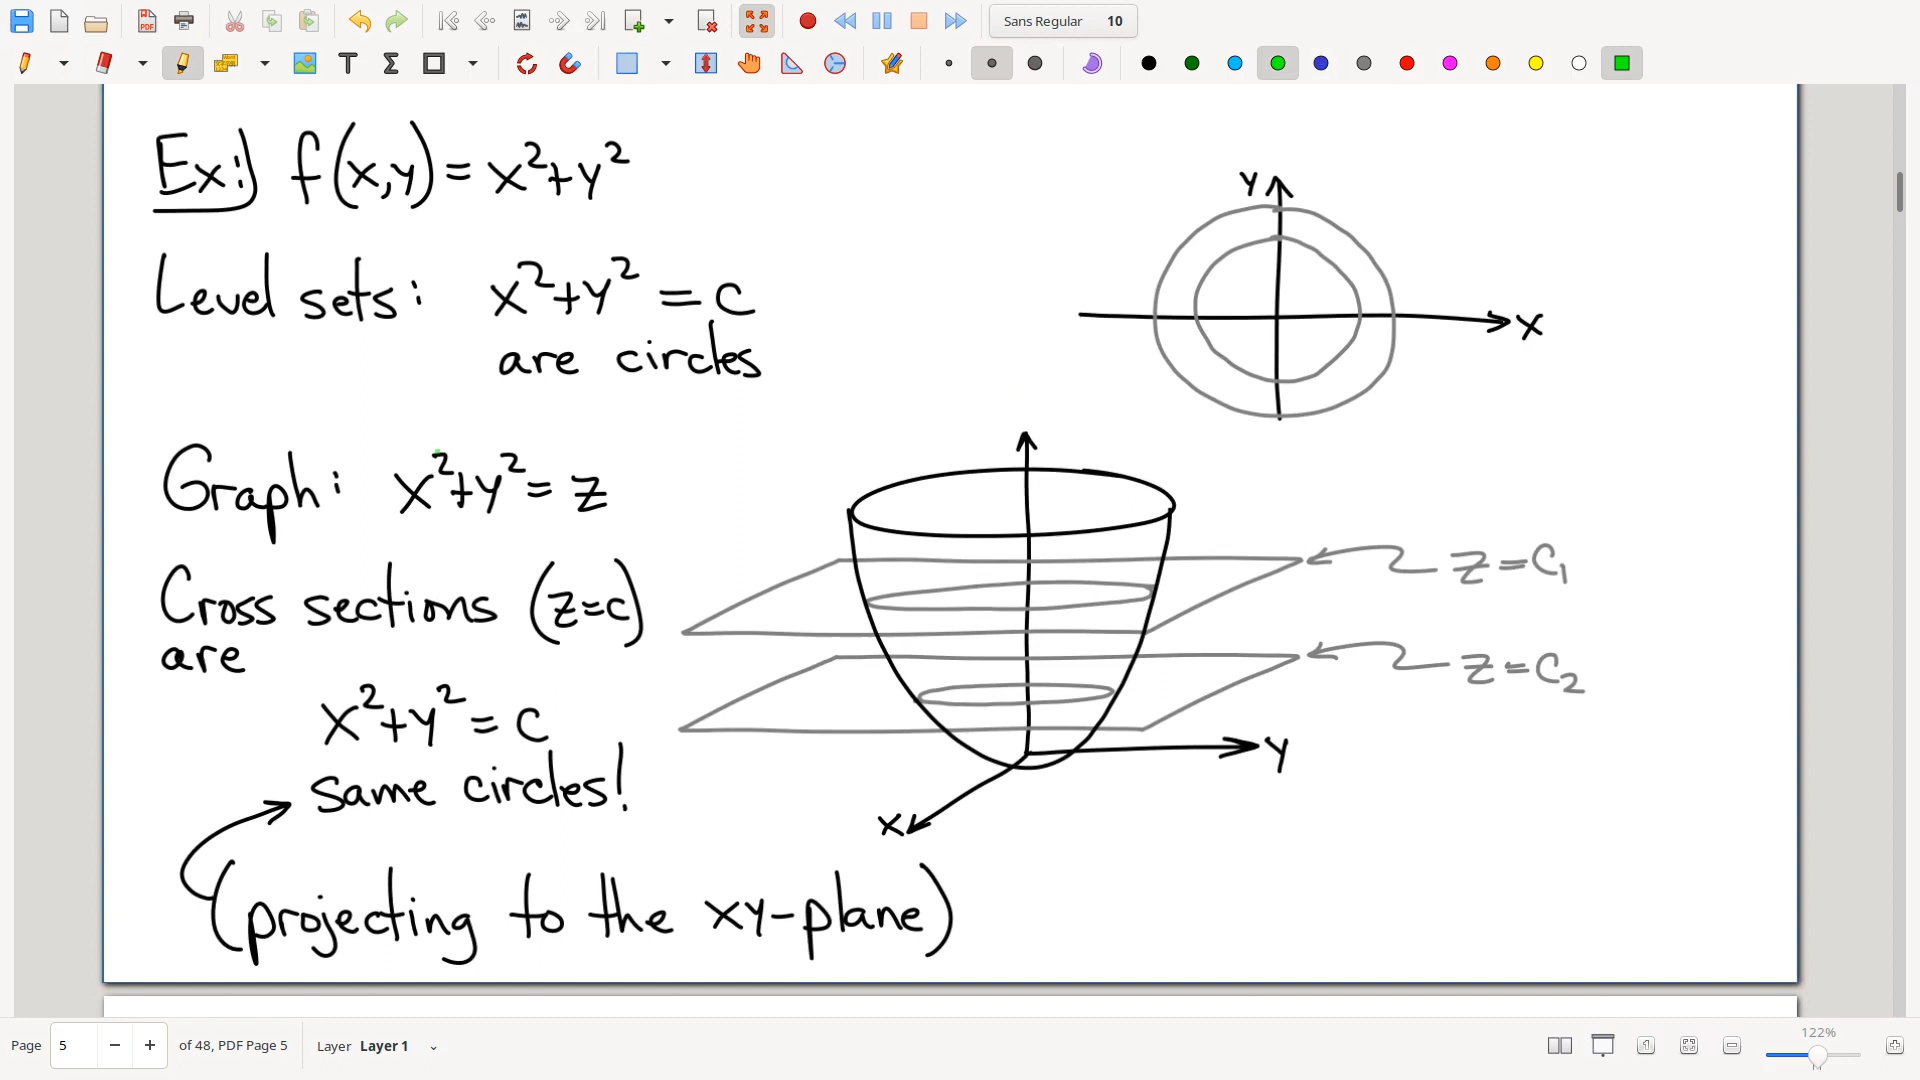 Sans Regular 10
Ex:) f(x,y) = x²+y²
Level sets: x²+y² = c
are circles
Y
X
Graph: x²+y² = z
Cross sections (z=c)
are
x²+y² = c
same circles!
(projecting to the xy-plane)
z=C₁
z=C₂
Y
X
Page 5 of 48, PDF Page 5 Layer Layer 1 122%